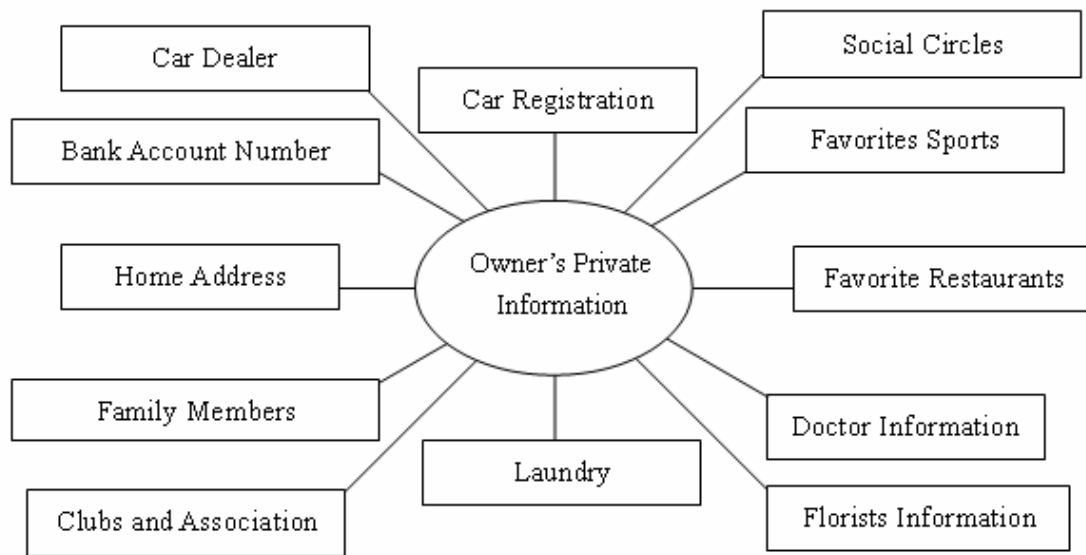 Car Dealer
Social Circles
Car Registration
Bank Account Number
Favorites Sports
Owner's Private
Information
Home Address
Favorite Restaurants
Family Members
Doctor Information
Laundry
Clubs and Association
Florists Information